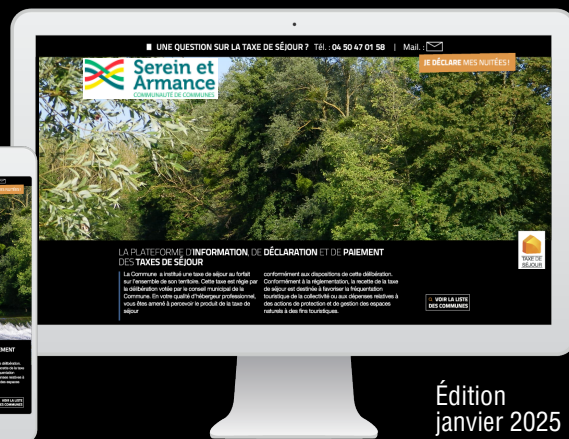 UNE QUESTION SUR LA TAXE DE SÉJOUR ? Tél. : 04 50 47 01 58 | Mail. :
JE DÉCLARE MES NUITÉES !
Serein et
Armance
COMMUNAUTÉ DE COMMUNES
LA PLATEFORME D'INFORMATION, DE DÉCLARATION ET DE PAIEMENT
DES TAXES DE SÉJOUR
La Commune a institué une taxe de séjour au forfait
sur l'ensemble de son territoire. Cette taxe est régie par
la délibération votée par le conseil municipal de la
Commune. En votre qualité d'hébergeur professionnel,
vous êtes amené à percevoir le produit de la taxe de
séjour
conformément aux dispositions de cette délibération.
Conformément à la réglementation, la recette de la taxe
de séjour est destinée à favoriser la fréquentation
touristique de la collectivité ou aux dépenses relatives à
des actions de protection et de gestion des espaces
naturels à des fins touristiques.
TAXE DE
SÉJOUR
VOIR LA LISTE
DES COMMUNES
VOIR LA LISTE
DES COMMUNES
Édition
janvier 2025